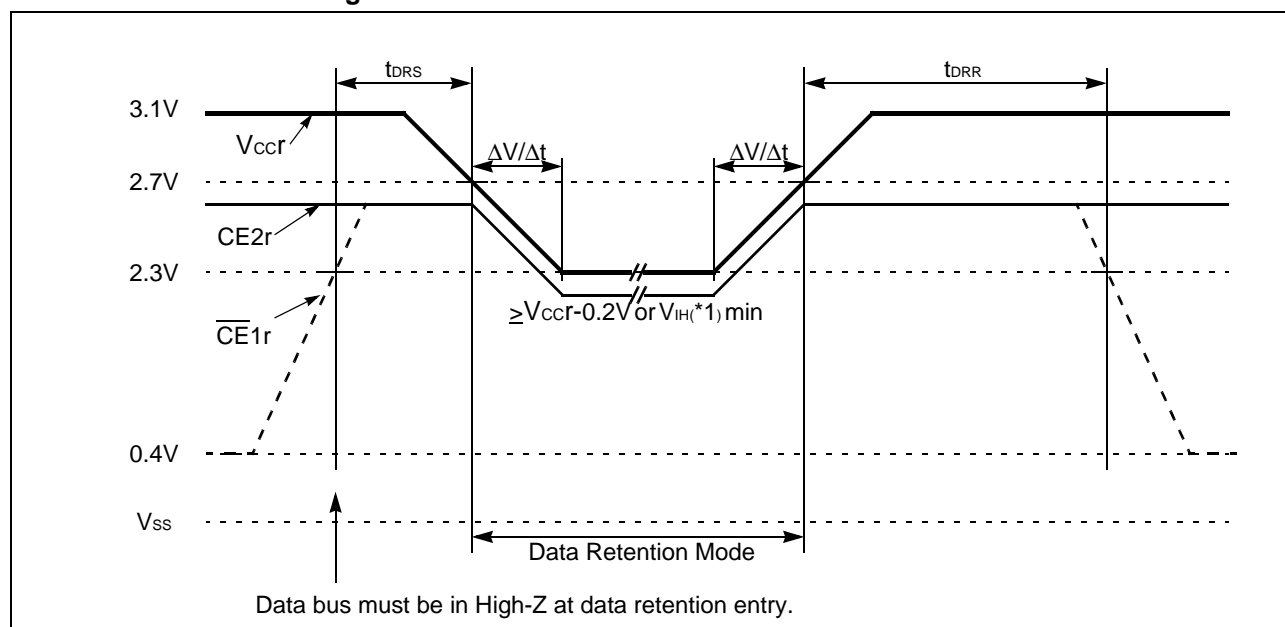 tDRS
tDRR
3.1V
VCCr
ΔV/Δt
ΔV/Δt
2.7V
CE2r
2.3V
≥VCCr-0.2V or VIH(*1) min
CE1r
0.4V
VSS
Data Retention Mode
Data bus must be in High-Z at data retention entry.